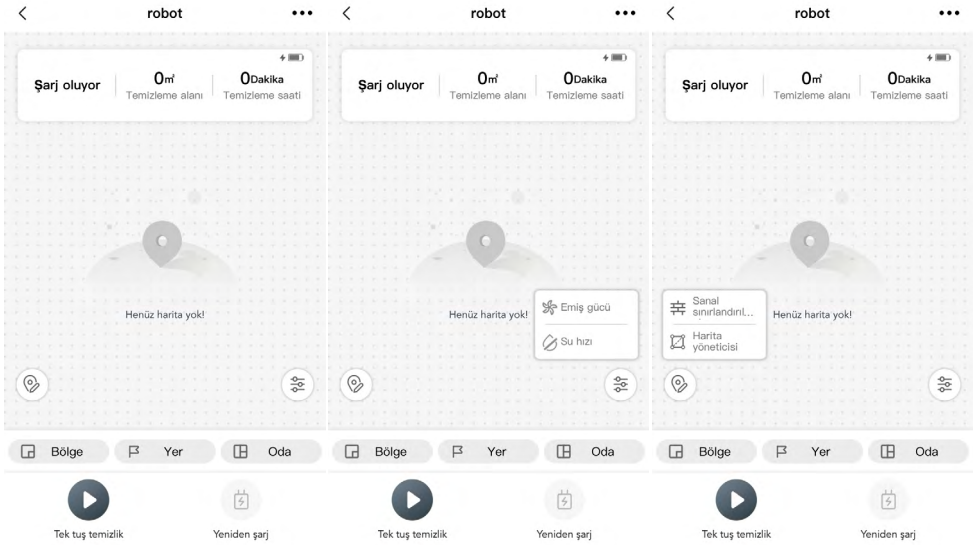 robot
Şarj oluyor
0㎡
Temizleme alanı
0Dakika
Temizleme saati
Henüz harita yok!
Bölge
Yer
Oda
Tek tuş temizlik
Yeniden şarj
robot
Şarj oluyor
0㎡
Temizleme alanı
0Dakika
Temizleme saati
Henüz harita yok!
Emiş gücü
Su hızı
Bölge
Yer
Oda
Tek tuş temizlik
Yeniden şarj
robot
Şarj oluyor
0㎡
Temizleme alanı
0Dakika
Temizleme saati
Sanal
sınırlandırıl...
Harita
yöneticisi
Henüz harita yok!
Bölge
Yer
Oda
Tek tuş temizlik
Yeniden şarj